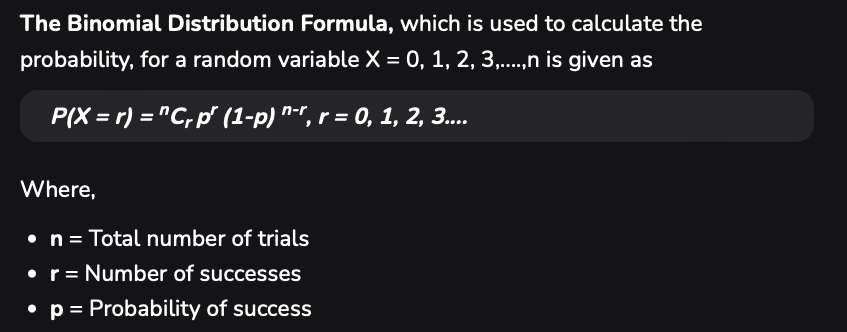 The Binomial Distribution Formula, which is used to calculate the
probability, for a random variable X = 0, 1, 2, 3,....,n is given as
P(X = r) = ⁿCᵣ pʳ (1-p) ⁿ⁻ʳ, r = 0, 1, 2, 3....
Where,
• n = Total number of trials
• r = Number of successes
• p = Probability of success